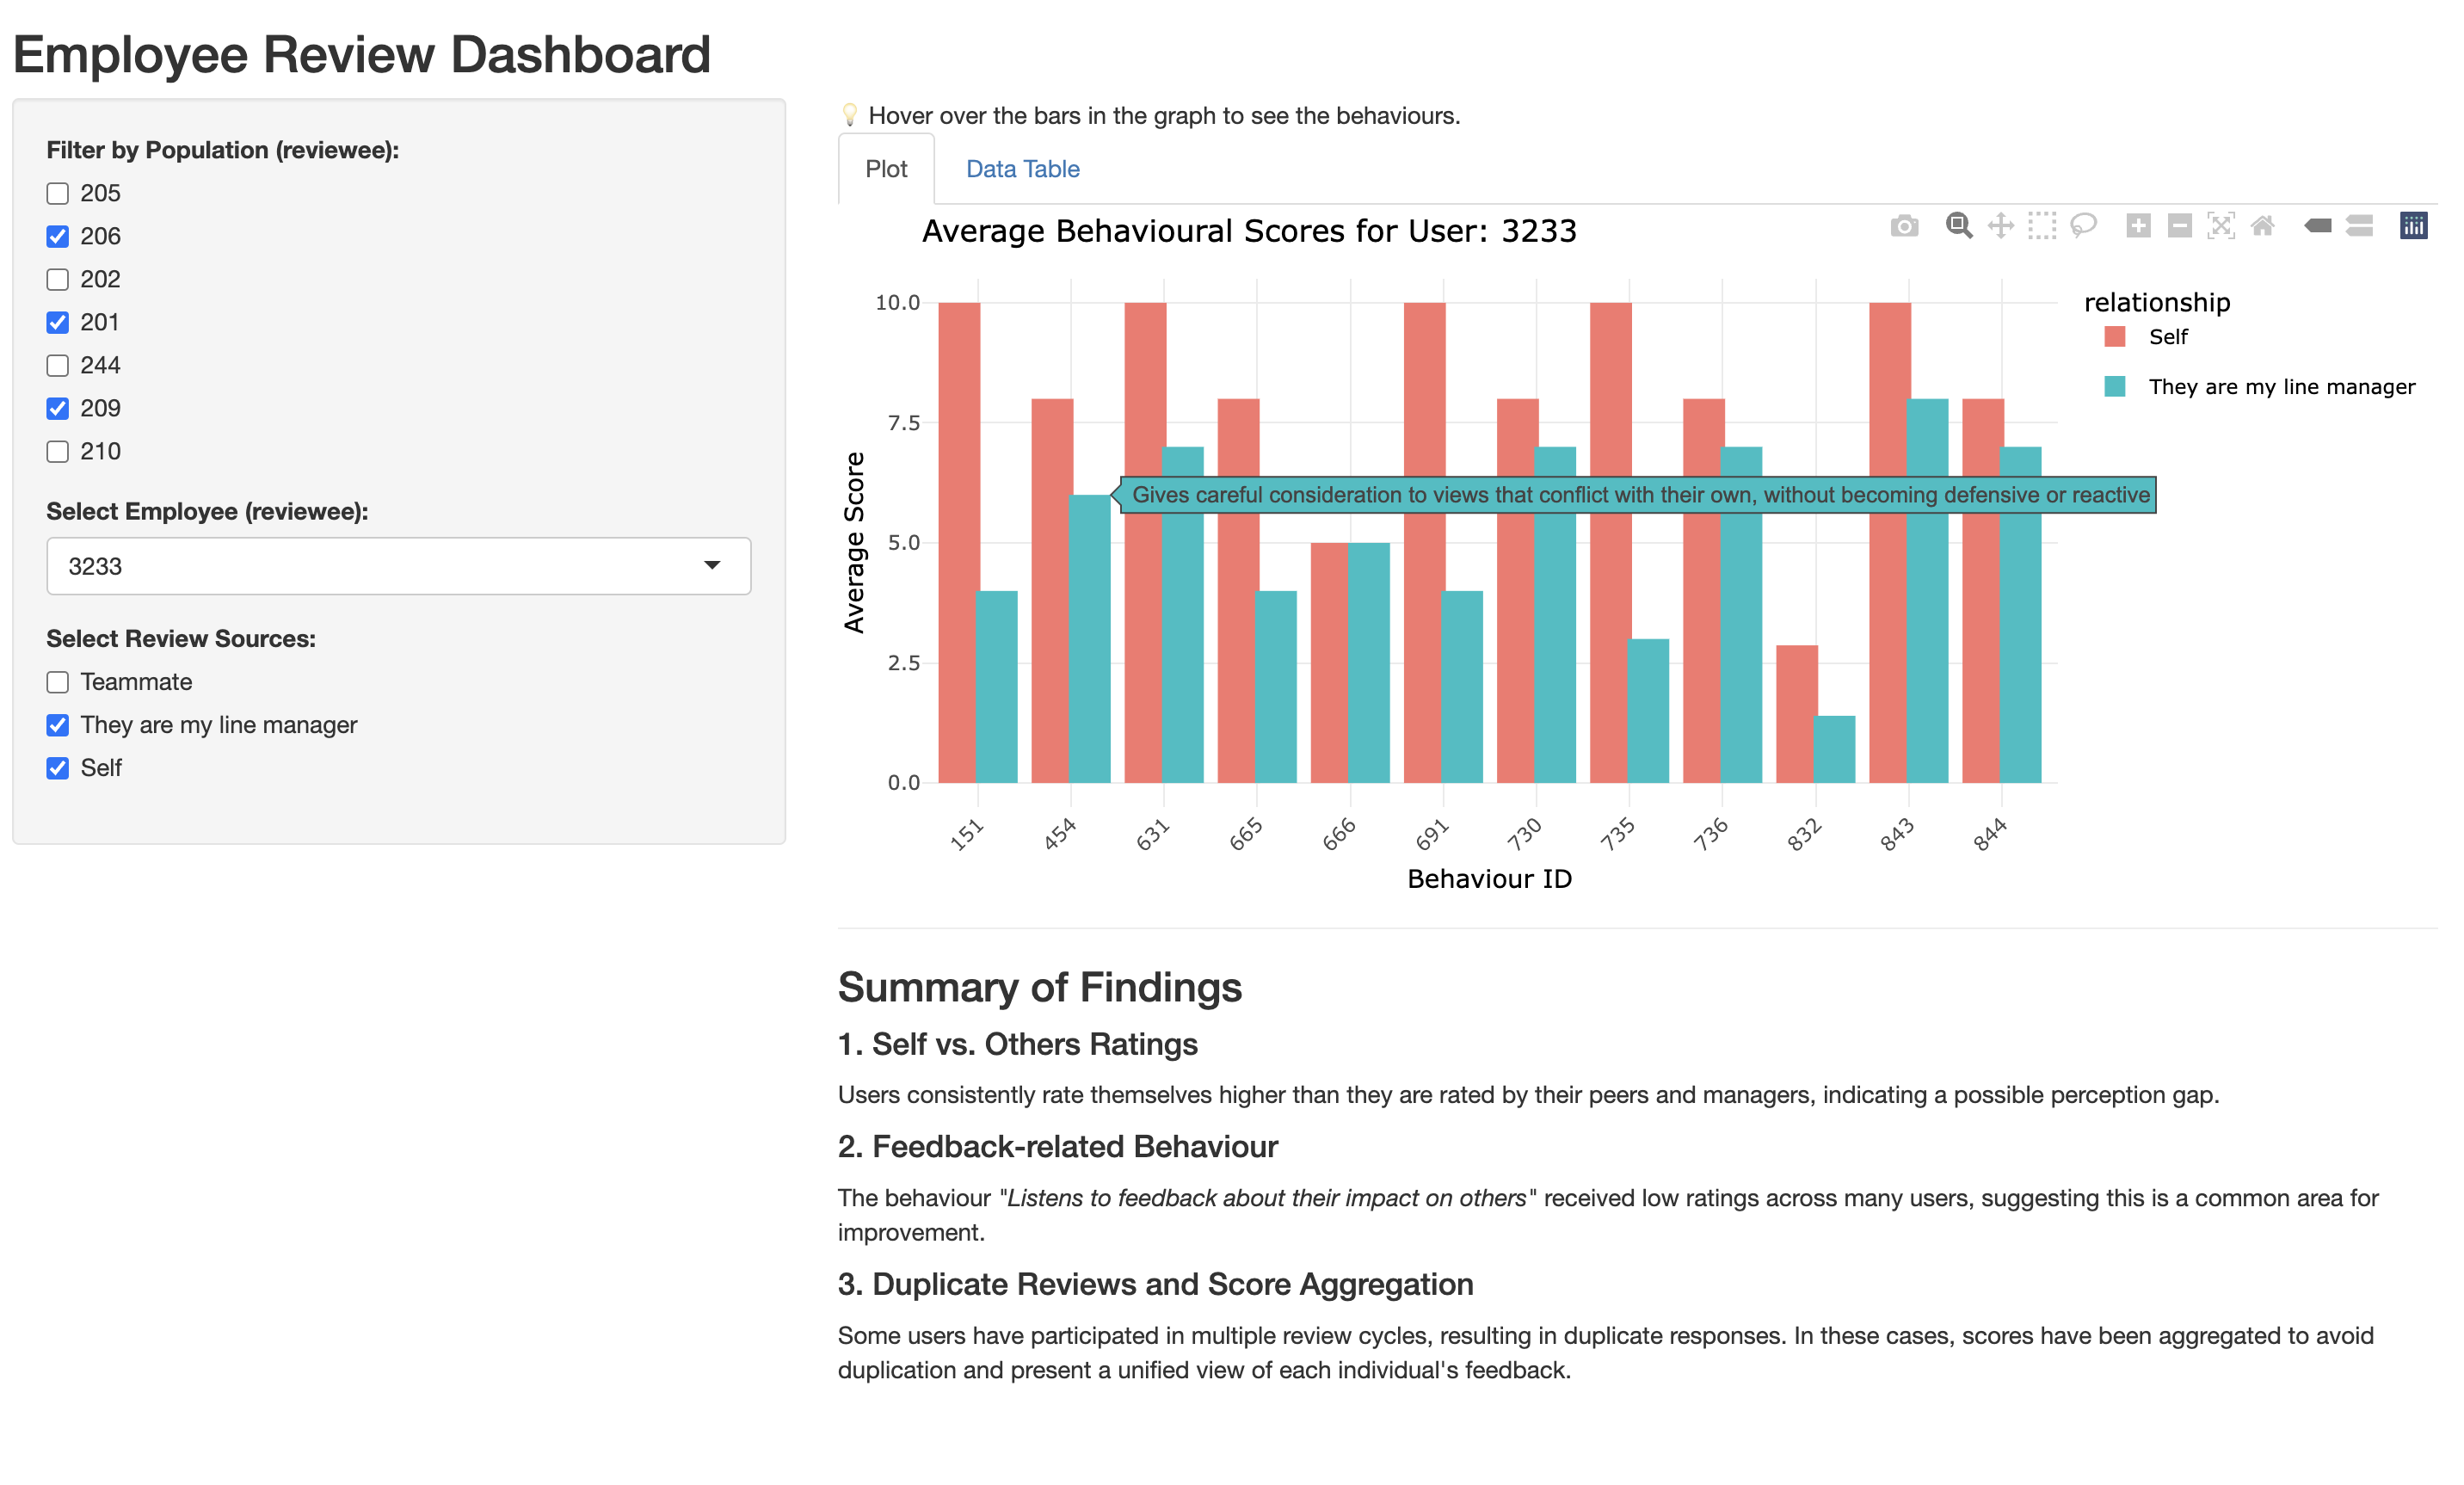 Employee Review Dashboard
Filter by Population (reviewee):
205
206
202
201
244
209
210
Select Employee (reviewee):
3233
Select Review Sources:
Teammate
They are my line manager
Self
💡 Hover over the bars in the graph to see the behaviours.
Plot
Data Table
Average Behavioural Scores for User: 3233
relationship
Self
They are my line manager
Average Score
10.0
7.5
5.0
2.5
0.0
Gives careful consideration to views that conflict with their own, without becoming defensive or reactive
151
454
631
665
666
691
730
735
736
832
843
844
Behaviour ID
Summary of Findings
1. Self vs. Others Ratings
Users consistently rate themselves higher than they are rated by their peers and managers, indicating a possible perception gap.
2. Feedback-related Behaviour
The behaviour "Listens to feedback about their impact on others" received low ratings across many users, suggesting this is a common area for
improvement.
3. Duplicate Reviews and Score Aggregation
Some users have participated in multiple review cycles, resulting in duplicate responses. In these cases, scores have been aggregated to avoid
duplication and present a unified view of each individual's feedback.